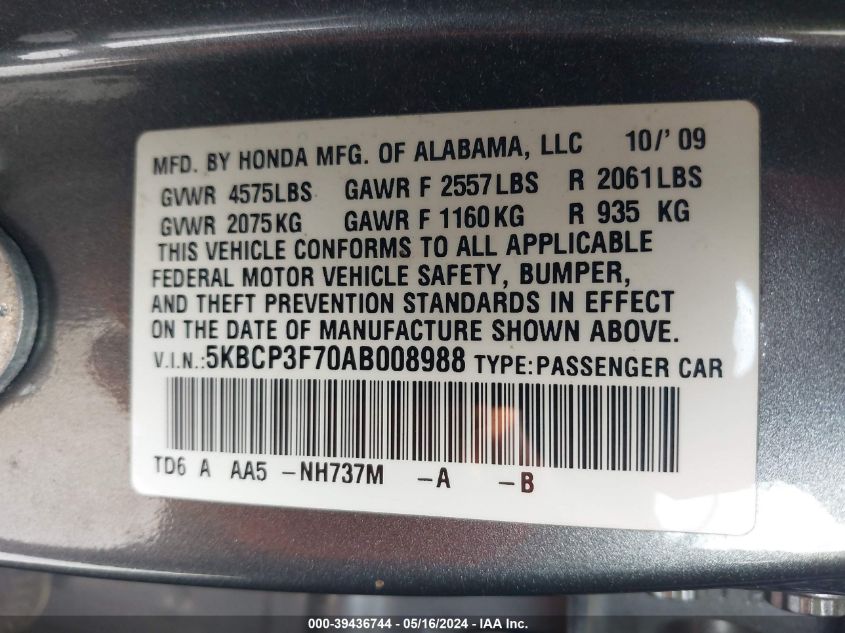 MFD. BY HONDA MFG. OF ALABAMA, LLC 10/'09
GVWR 4575LBS GAWR F 2557LBS R 2061LBS
GVWR 2075KG GAWR F 1160KG R 935 KG
THIS VEHICLE CONFORMS TO ALL APPLICABLE
FEDERAL MOTOR VEHICLE SAFETY, BUMPER,
AND THEFT PREVENTION STANDARDS IN EFFECT
ON THE DATE OF MANUFACTURE SHOWN ABOVE.
V.I.N.:5KBCP3F70AB008988 TYPE:PASSENGER CAR
TD6 A AA5 -NH737M -A -B
000-39436744 - 05/16/2024 - IAA Inc.